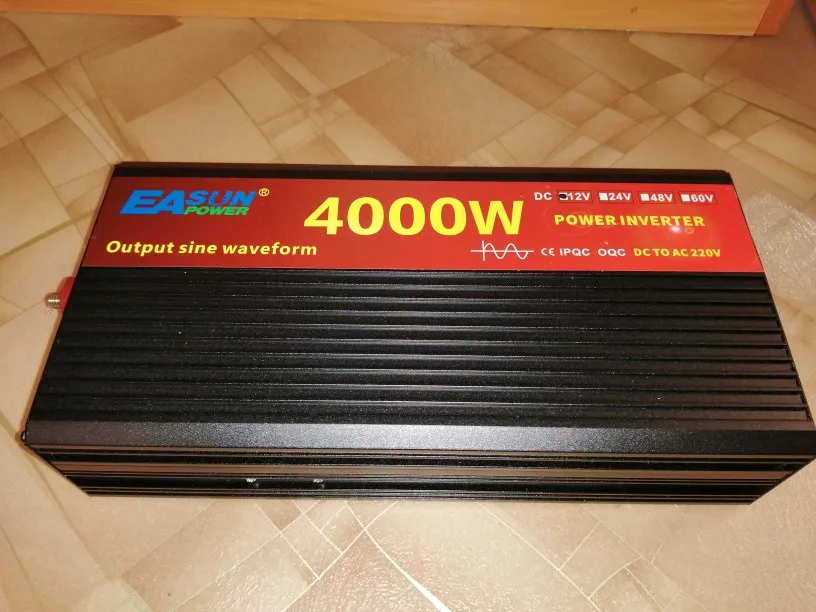 EASUN POWER®
4000W
DC 12V 24V 48V 60V
POWER INVERTER
Output sine waveform
CE IPQC OQC DC TO AC 220V